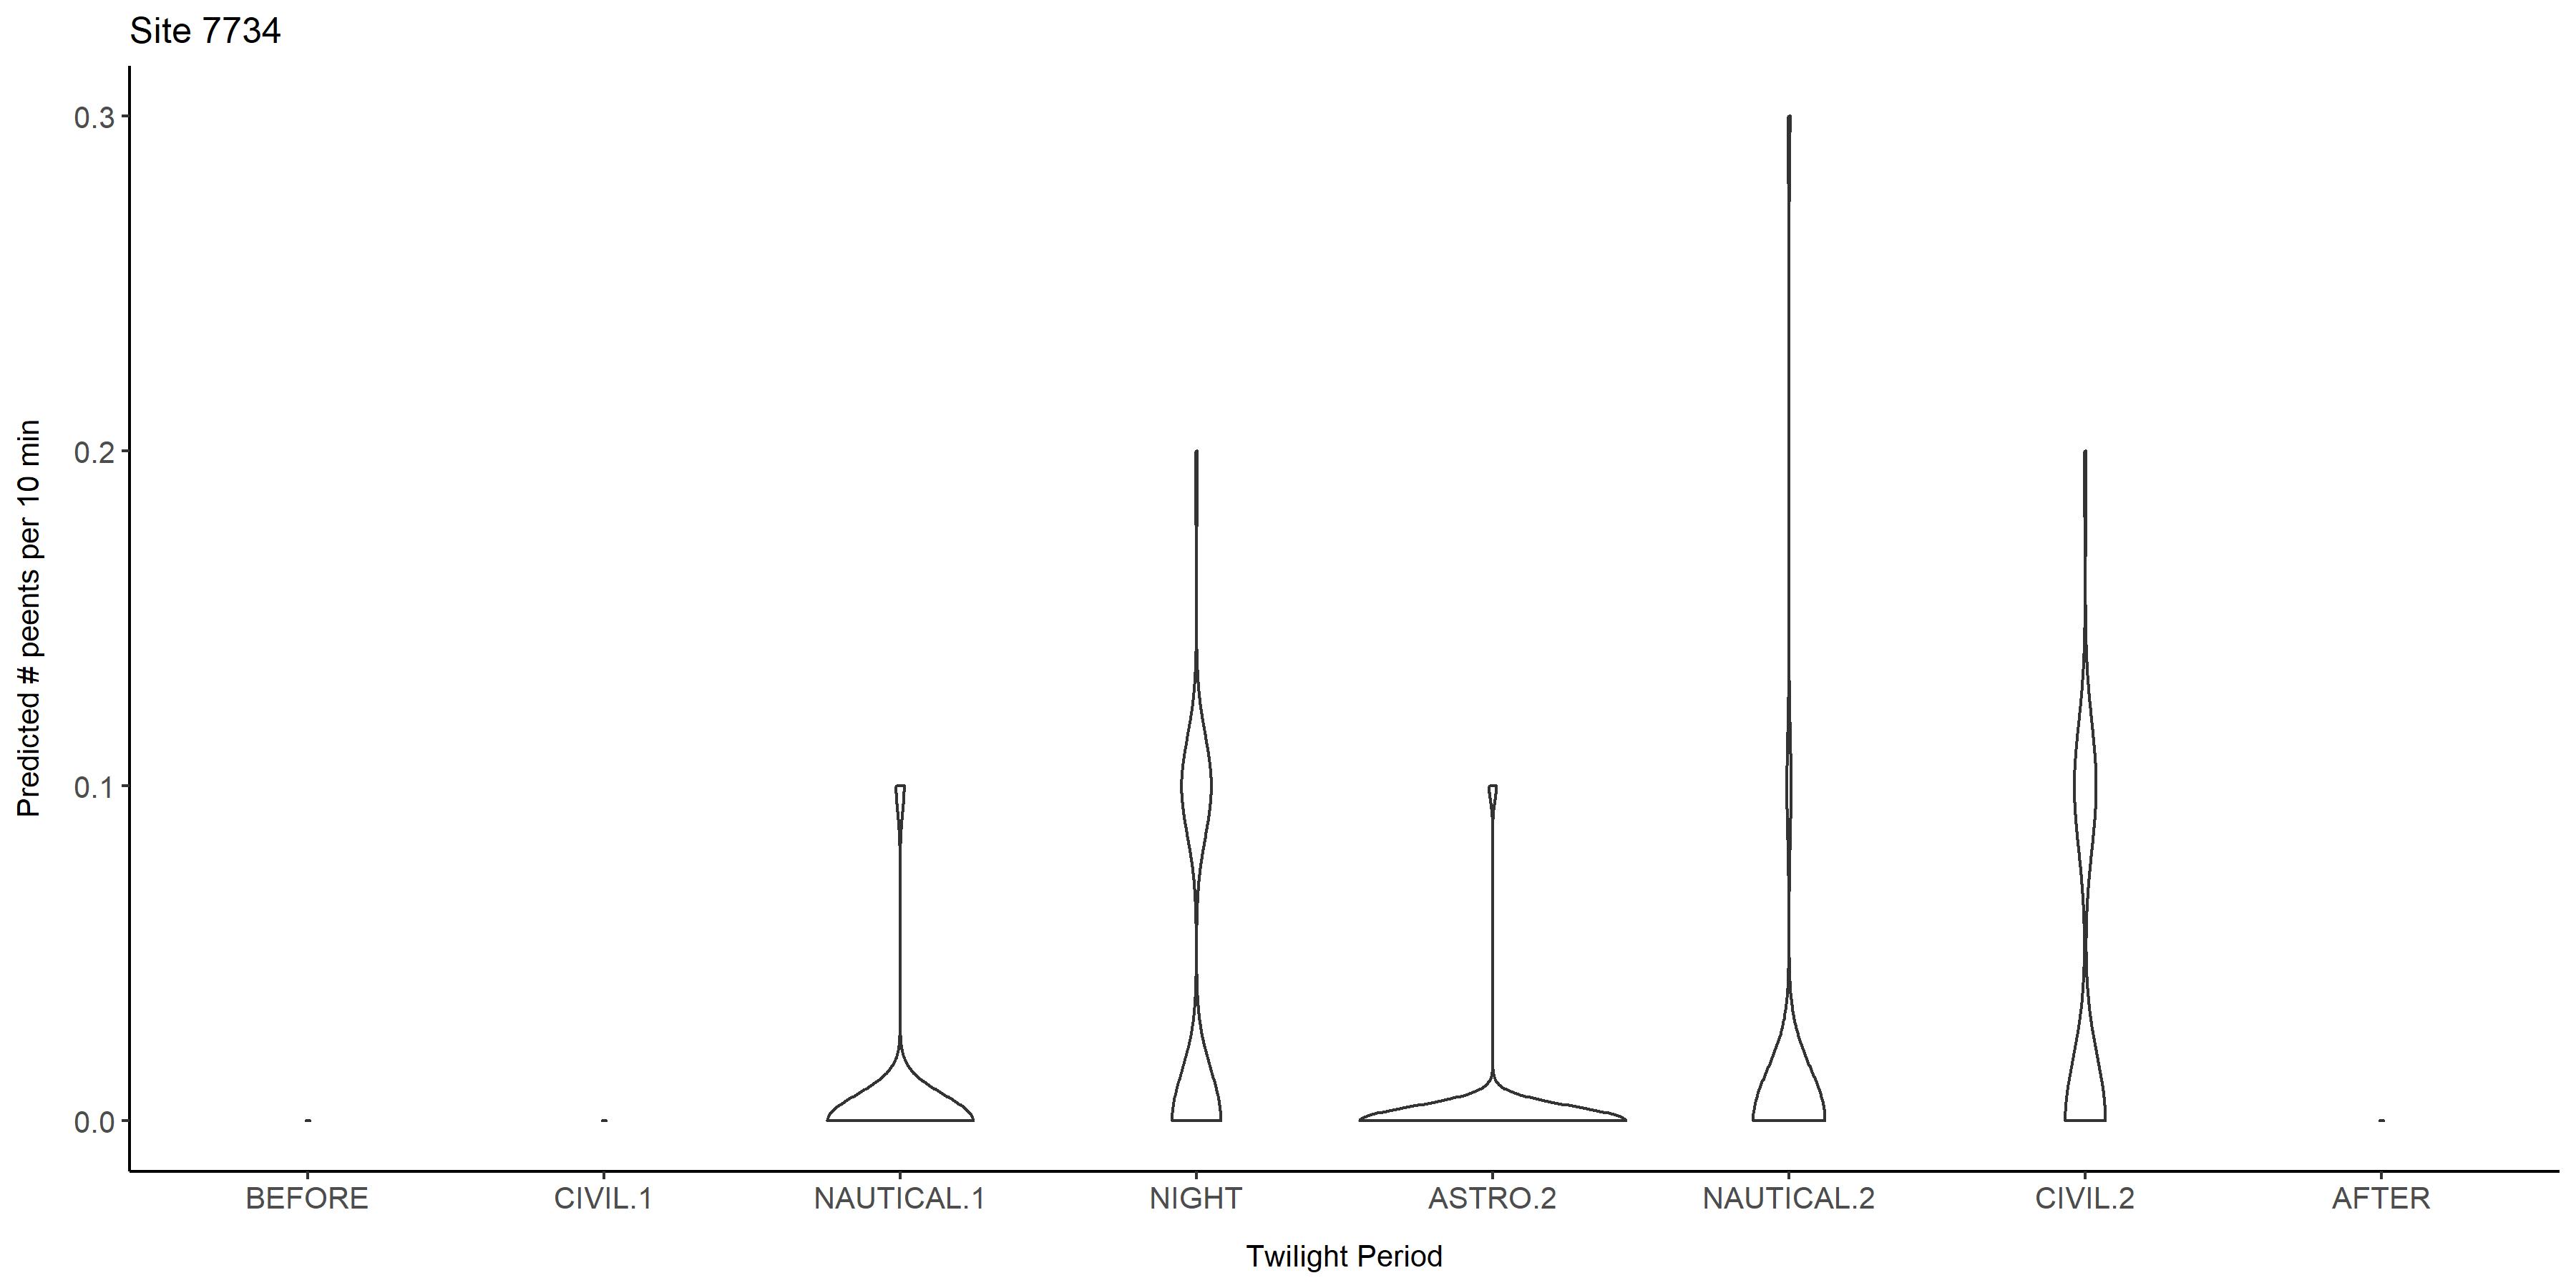 Site 7734
Predicted # peents per 10 min
0.3
0.2
0.1
0.0
BEFORE CIVIL.1 NAUTICAL.1 NIGHT ASTRO.2 NAUTICAL.2 CIVIL.2 AFTER
Twilight Period